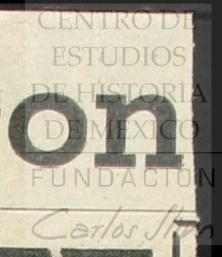 CENTRO DE
ESTUDIOS
DE HISTORIA
DE MEXICO
on
FUNDACION
Carlos Slim